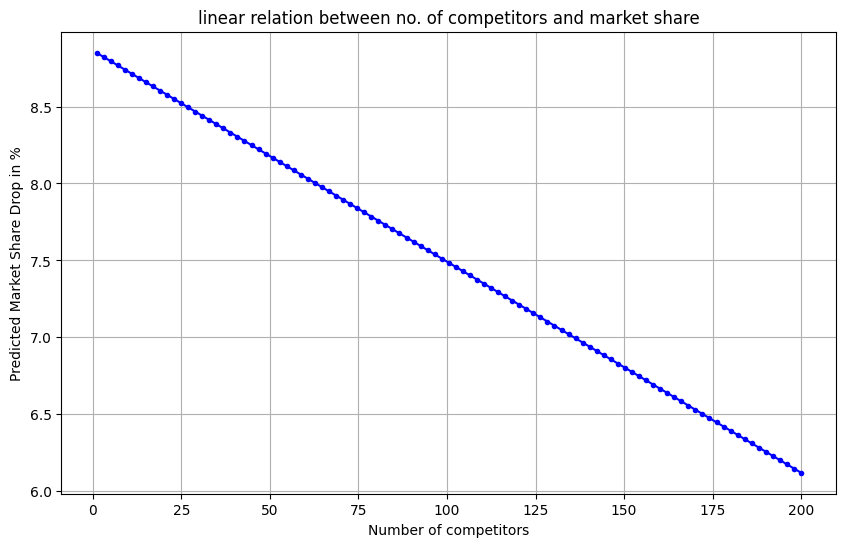 linear relation between no. of competitors and market share
Predicted Market Share Drop in %
8.5
8.0
7.5
7.0
6.5
6.0
0 25 50 75 100 125 150 175 200
Number of competitors